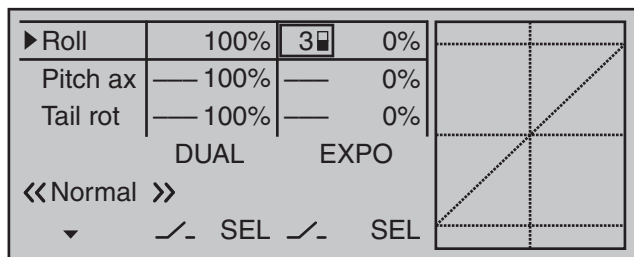 Roll 100% 3 0%
Pitch ax ––– 100% ––– 0%
Tail rot ––– 100% ––– 0%
DUAL EXPO
«Normal »
SEL SEL